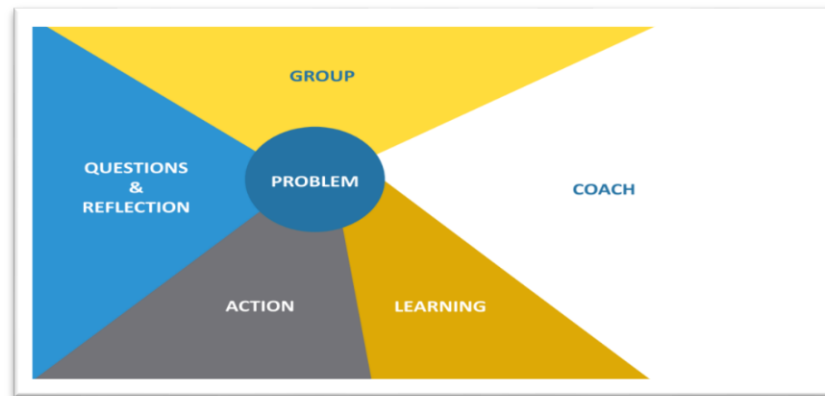 GROUP
QUESTIONS
&
REFLECTION
PROBLEM
COACH
ACTION
LEARNING